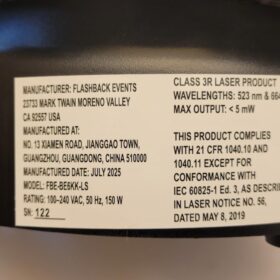 MANUFACTURER: FLASHBACK EVENTS
23733 MARK TWAIN MORENO VALLEY
CA 92557 USA
MANUFACTURED AT:
NO. 13 XIAMEN ROAD, JIANGGAO TOWN,
GUANGZHOU, GUANGDONG, CHINA 510000
MANUFACTURED DATE: JULY 2025
MODEL: FBE-BE6KK-LS
RATING: 100–240 VAC, 50 Hz, 150 W
SN: 122
CLASS 3R LASER PRODUCT
WAVELENGTHS: 523 nm & 664
MAX OUTPUT: < 5 mW
THIS PRODUCT COMPLIES
WITH 21 CFR 1040.10 AND
1040.11 EXCEPT FOR
CONFORMANCE WITH
IEC 60825-1 Ed. 3, AS DESCRIBE
IN LASER NOTICE NO. 56,
DATED MAY 8, 2019